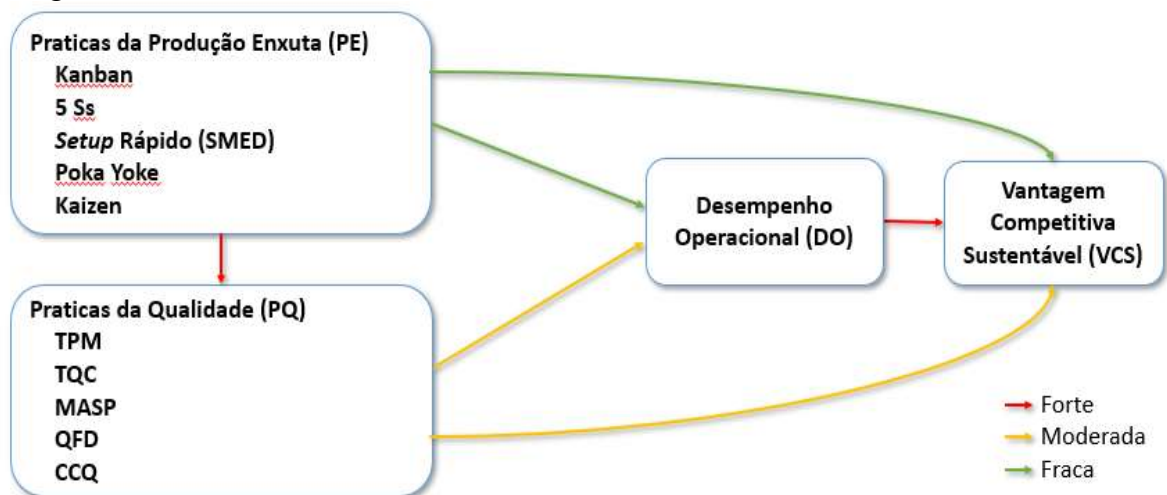 Praticas da Produção Enxuta (PE)
Kanban
5 Ss
Setup Rápido (SMED)
Poka Yoke
Kaizen
Desempenho
Operacional (DO)
Vantagem
Competitiva
Sustentável (VCS)
Praticas da Qualidade (PQ)
TPM
TQC
MASP
QFD
CCQ
Forte
Moderada
Fraca